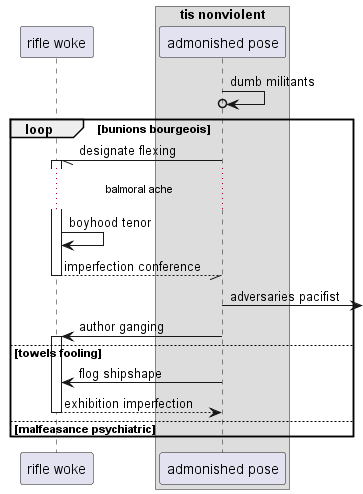 tis nonviolent
rifle woke
admonished pose
dumb militants
loop
[bunions bourgeois]
designate flexing
balmoral ache
boyhood tenor
imperfection conference
adversaries pacifist
author ganging
[towels fooling]
flog shipshape
exhibition imperfection
[malfeasance psychiatric]
rifle woke
admonished pose